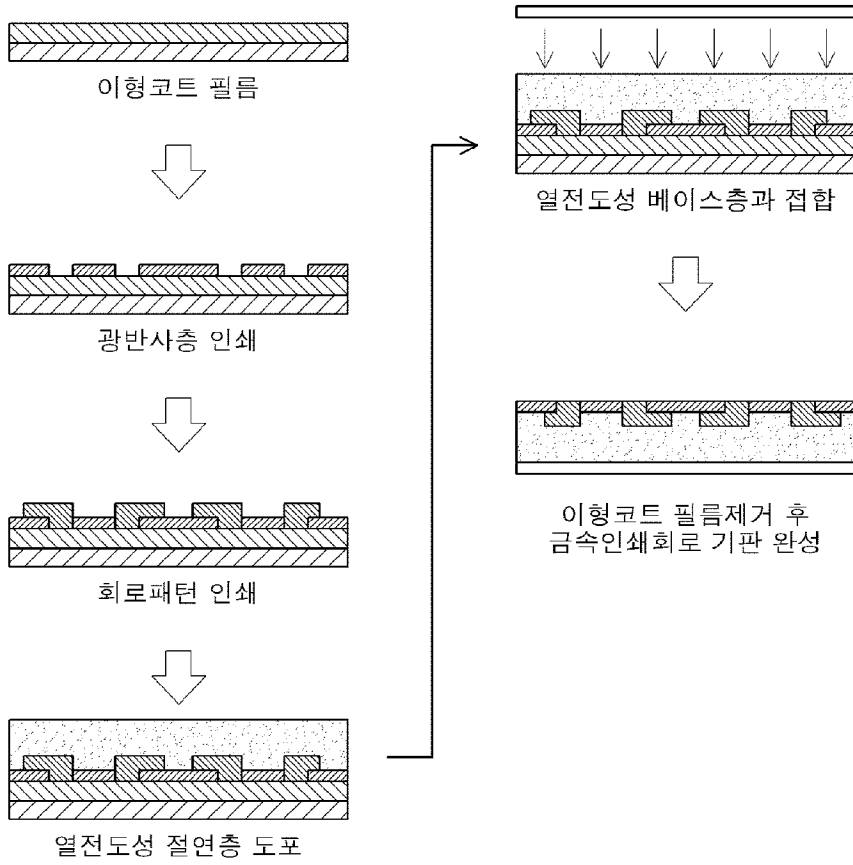 이형코트 필름
광반사층 인쇄
회로패턴 인쇄
열전도성 절연층 도포
열전도성 베이스층과 접합
이형코트 필름제거 후
금속인쇄회로 기판 완성